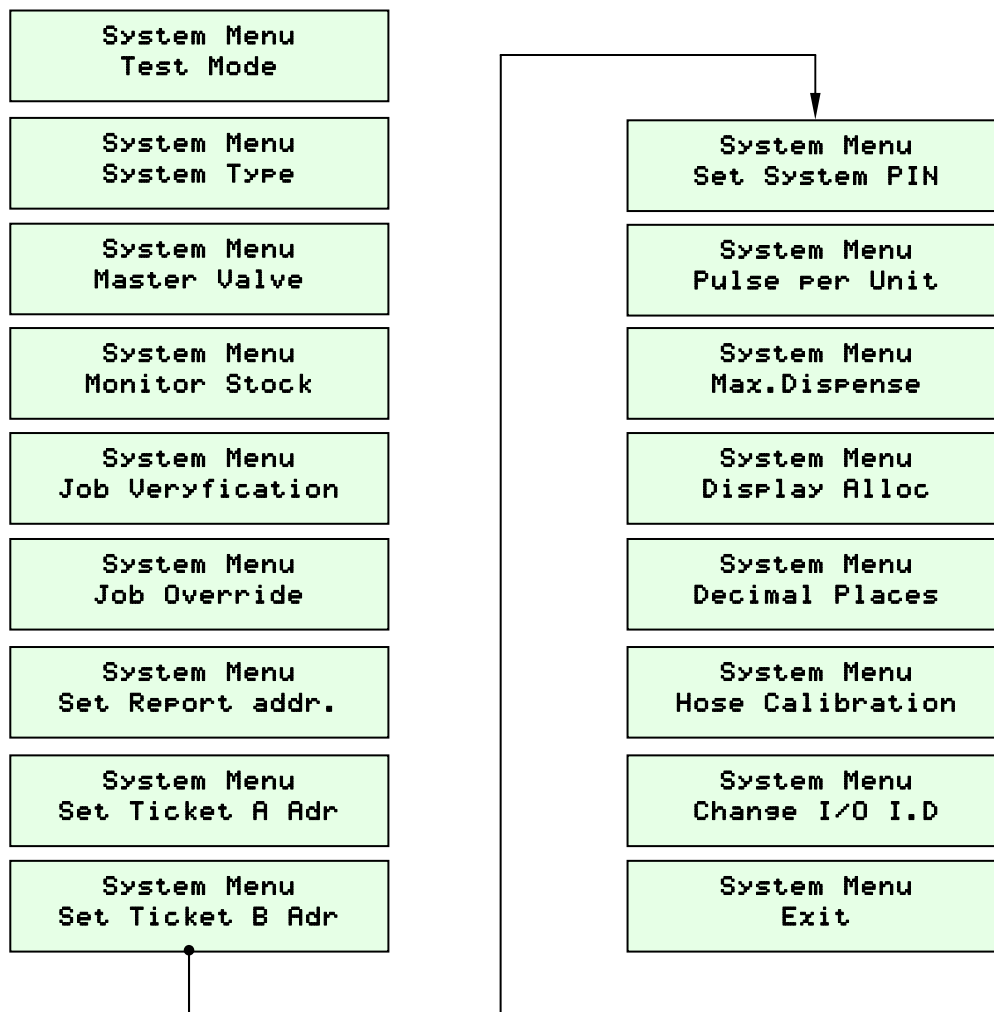 System Menu
Test Mode
System Menu
System Type
System Menu
Master Valve
System Menu
Monitor Stock
System Menu
Job Veryfication
System Menu
Job Override
System Menu
Set Report addr.
System Menu
Set Ticket A Adr
System Menu
Set Ticket B Adr
System Menu
Set System PIN
System Menu
Pulse per Unit
System Menu
Max.Dispense
System Menu
Display Alloc
System Menu
Decimal Places
System Menu
Hose Calibration
System Menu
Change I/O I.D
System Menu
Exit